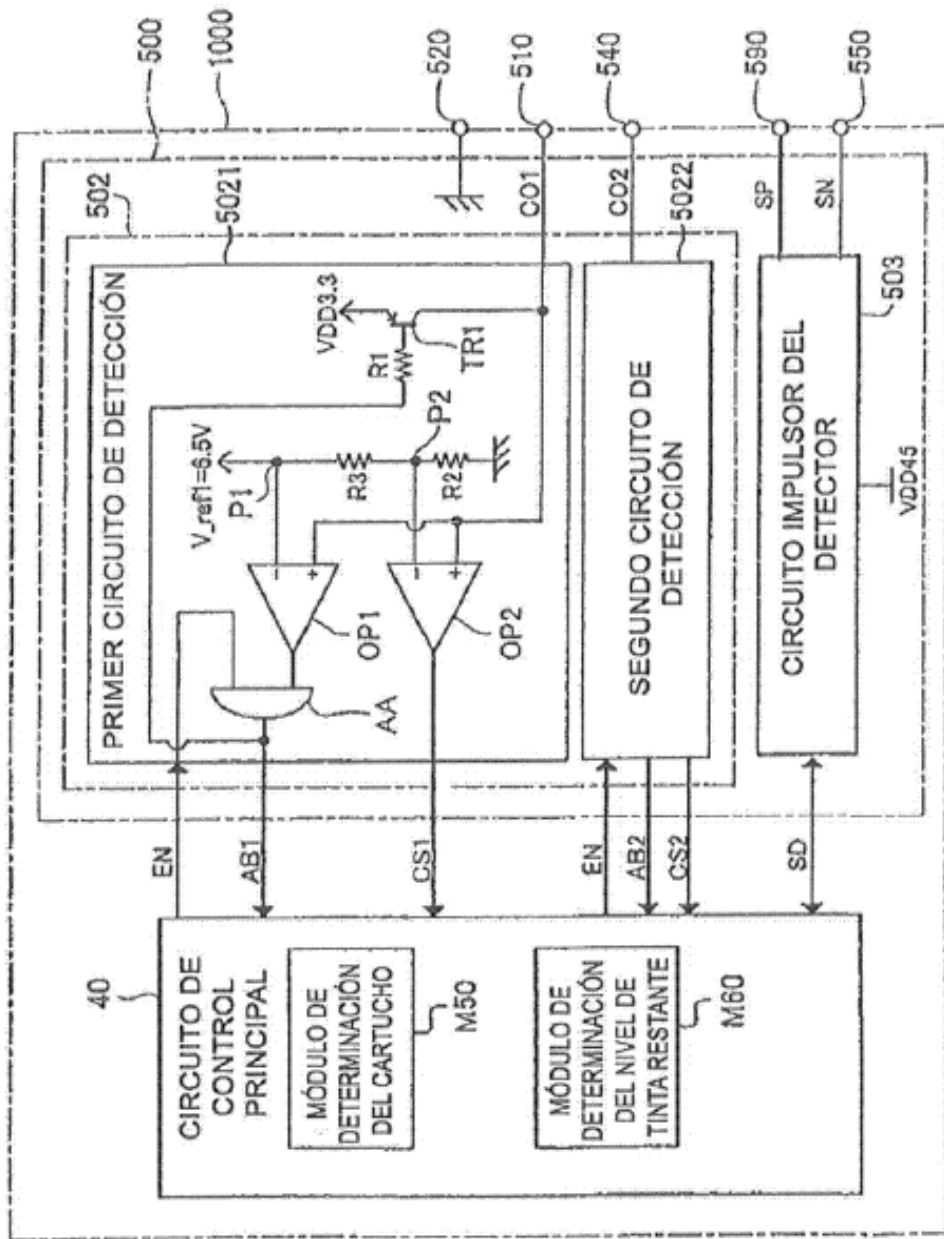 1000
500
502
5021
520
510
540
5022
590
550
503
40
CIRCUITO DE
CONTROL
PRINCIPAL
MÓDULO DE
DETERMINACIÓN
DEL CARTUCHO
M50
MÓDULO DE
DETERMINACIÓN
DEL NIVEL DE
TINTA RESTANTE
M60
EN
AB1
CS1
EN
AB2
CS2
SD
PRIMER CIRCUITO DE DETECCIÓN
AA
OP1
-
+
OP2
-
+
V_ref1=6.5V
P1
R3
P2
R2
R1
VDD3.3
TR1
CO1
SEGUNDO CIRCUITO DE
DETECCIÓN
CO2
CIRCUITO IMPULSOR DEL
DETECTOR
VDD45
SP
SN